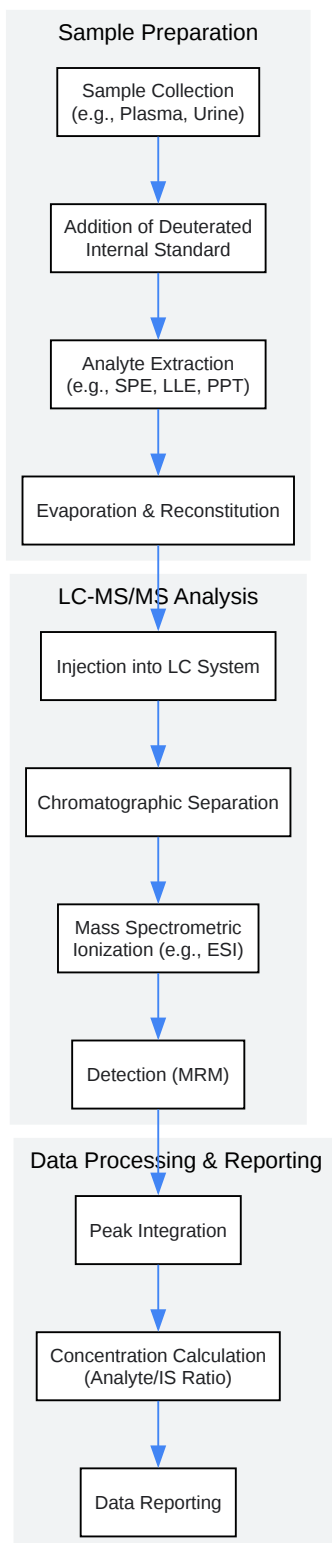 Sample Preparation
Sample Collection
(e.g., Plasma, Urine)
Addition of Deuterated
Internal Standard
Analyte Extraction
(e.g., SPE, LLE, PPT)
Evaporation & Reconstitution
LC-MS/MS Analysis
Injection into LC System
Chromatographic Separation
Mass Spectrometric
Ionization (e.g., ESI)
Detection (MRM)
Data Processing & Reporting
Peak Integration
Concentration Calculation
(Analyte/IS Ratio)
Data Reporting